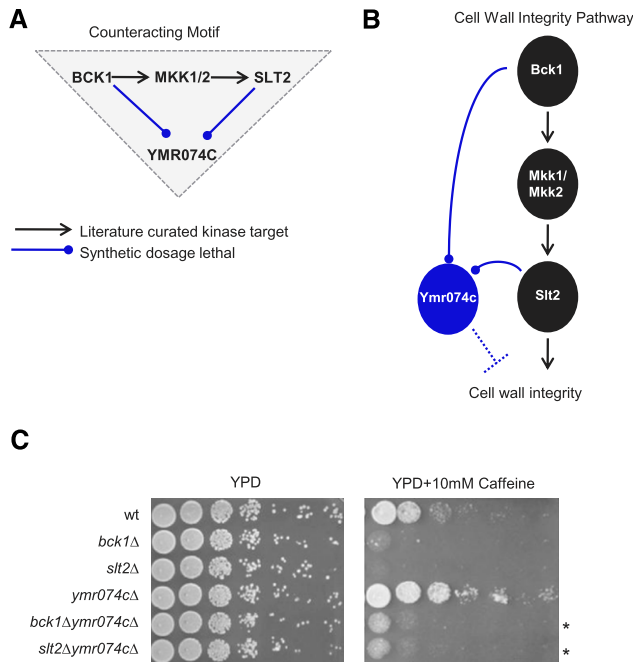 A
Counteracting Motif
BCK1 MKK1/2 SLT2
YMR074C
Literature curated kinase target
Synthetic dosage lethal
B
Cell Wall Integrity Pathway
Bck1
Mkk1/
Mkk2
Ymr074c
Slt2
Cell wall integrity
C
YPD
YPD+10mM Caffeine
wt
bck1Δ
slt2Δ
ymr074cΔ
bck1Δymr074cΔ *
slt2Δymr074cΔ *